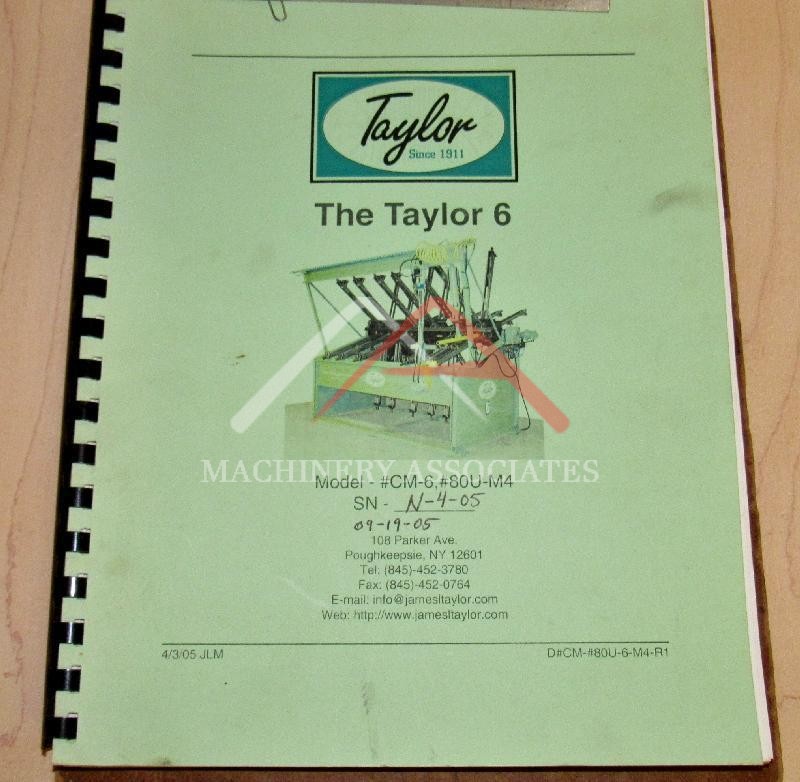 Taylor
Since 1911
The Taylor 6
MACHINERY ASSOCIATES
Model - #CM-6,#80U-M4
SN - N-4-05
09-19-05
108 Parker Ave.
Poughkeepsie, NY 12601
Tel: (845)-452-3780
Fax: (845)-452-0764
E-mail: info@jamesltaylor.com
Web: http://www.jamesltaylor.com
4/3/05 JLM
D#CM-#80U-6-M4-R1